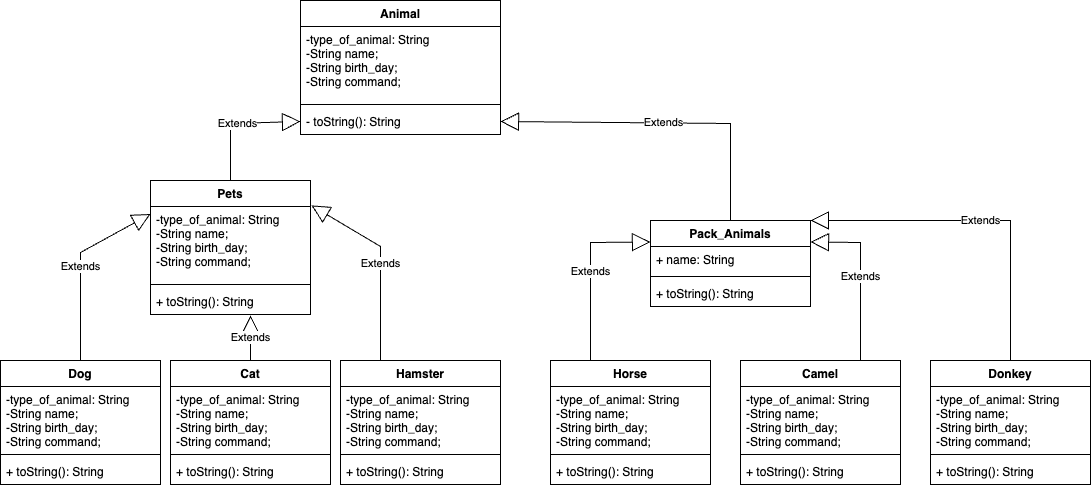 Animal
-type_of_animal: String
-String name;
-String birth_day;
-String command;
- toString(): String
Extends
Extends
Pets
-type_of_animal: String
-String name;
-String birth_day;
-String command;
+ toString(): String
Pack_Animals
+ name: String
+ toString(): String
Extends
Extends
Extends
Extends
Extends
Extends
Dog
-type_of_animal: String
-String name;
-String birth_day;
-String command;
+ toString(): String
Cat
-type_of_animal: String
-String name;
-String birth_day;
-String command;
+ toString(): String
Hamster
-type_of_animal: String
-String name;
-String birth_day;
-String command;
+ toString(): String
Horse
-type_of_animal: String
-String name;
-String birth_day;
-String command;
+ toString(): String
Camel
-type_of_animal: String
-String name;
-String birth_day;
-String command;
+ toString(): String
Donkey
-type_of_animal: String
-String name;
-String birth_day;
-String command;
+ toString(): String